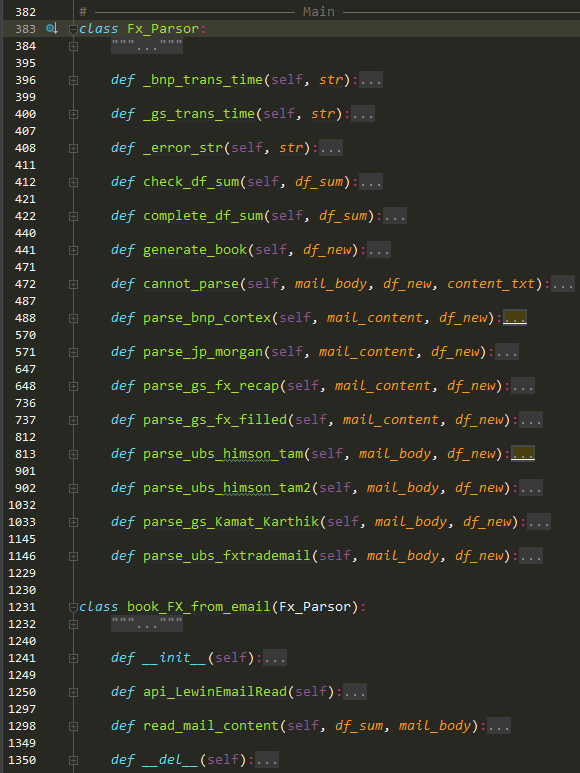 382 # ———————————————— Main ————————————————
383 class Fx_Parsor:
384 """..."""
395
396 def _bnp_trans_time(self, str):...
399
400 def _gs_trans_time(self, str):...
407
408 def _error_str(self, str):...
411
412 def check_df_sum(self, df_sum):...
421
422 def complete_df_sum(self, df_sum):...
440
441 def generate_book(self, df_new):...
471
472 def cannot_parse(self, mail_body, df_new, content_txt):...
487
488 def parse_bnp_cortex(self, mail_content, df_new):...
570
571 def parse_jp_morgan(self, mail_content, df_new):...
647
648 def parse_gs_fx_recap(self, mail_content, df_new):...
736
737 def parse_gs_fx_filled(self, mail_content, df_new):...
812
813 def parse_ubs_himson_tam(self, mail_body, df_new):...
901
902 def parse_ubs_himson_tam2(self, mail_body, df_new):...
1032
1033 def parse_gs_Kamat_Karthik(self, mail_body, df_new):...
1145
1146 def parse_ubs_fxtrademail(self, mail_body, df_new):...
1229
1230
1231 class book_FX_from_email(Fx_Parsor):
1232 """..."""
1240
1241 def __init__(self):...
1249
1250 def api_LewinEmailRead(self):...
1297
1298 def read_mail_content(self, df_sum, mail_body):...
1349
1350 def __del__(self):...